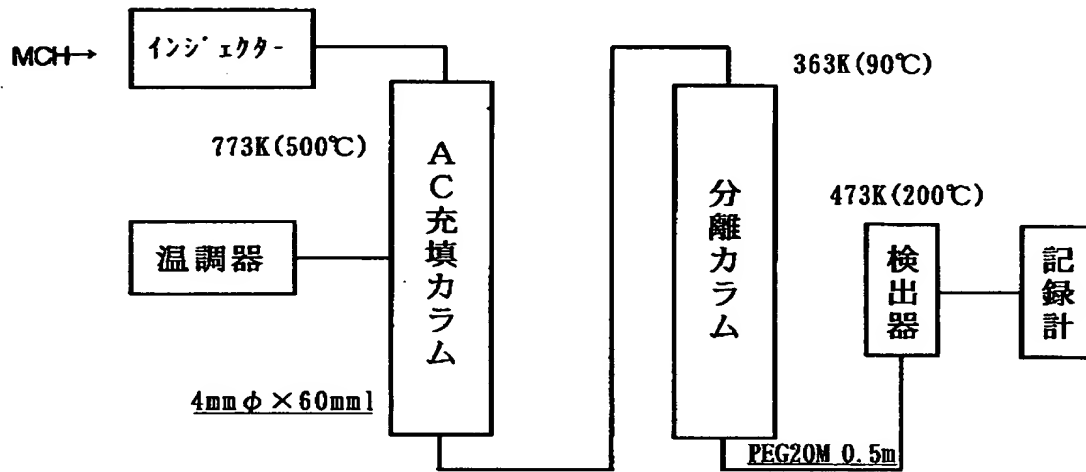 MCH→
インジェクター
363K(90℃)
773K(500℃)
AC充填カラム
分離カラム
473K(200℃)
温調器
検出器
記録計
4mmφ×60mml
PEG20M 0.5m